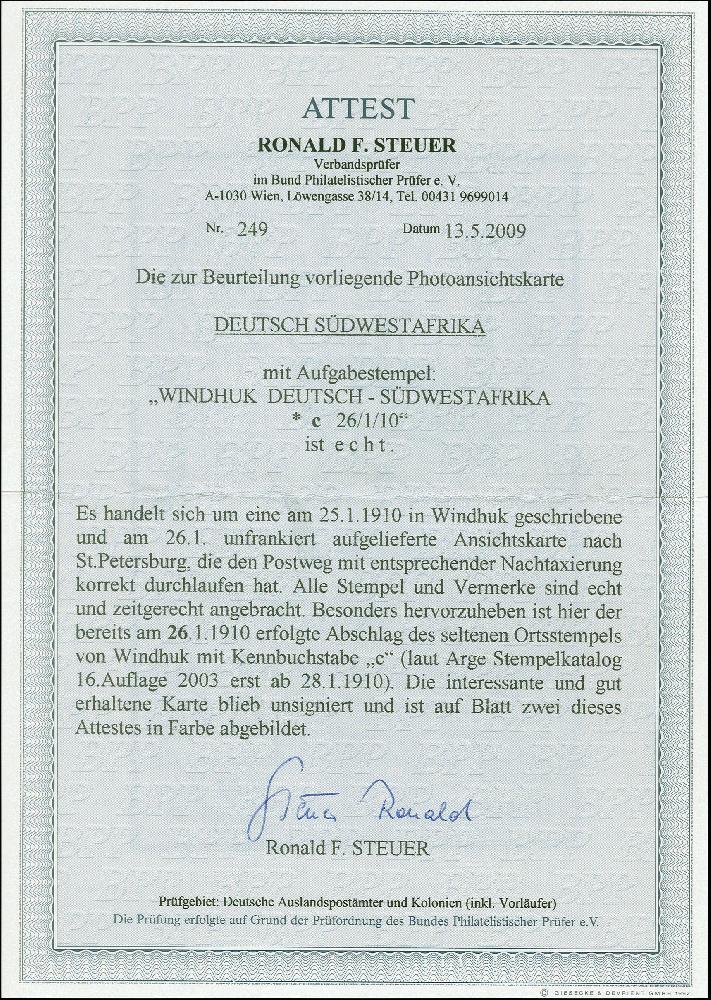 ATTEST
RONALD F. STEUER
Verbandsprüfer
im Bund Philatelistischer Prüfer e. V.
A-1030 Wien, Löwengasse 38/14, Tel. 00431 9699014
Nr. 249 Datum 13.5.2009
Die zur Beurteilung vorliegende Photoansichtskarte
DEUTSCH SÜDWESTAFRIKA
mit Aufgabestempel:
„WINDHUK DEUTSCH - SÜDWESTAFRIKA
* c 26/1/10“
ist e c h t .
Es handelt sich um eine am 25.1.1910 in Windhuk geschriebene
und am 26.1. unfrankiert aufgelieferte Ansichtskarte nach
St.Petersburg, die den Postweg mit entsprechender Nachtaxierung
korrekt durchlaufen hat. Alle Stempel und Vermerke sind echt
und zeitgerecht angebracht. Besonders hervorzuheben ist hier der
bereits am 26.1.1910 erfolgte Abschlag des seltenen Ortsstempels
von Windhuk mit Kennbuchstabe „c“ (laut Arge Stempelkatalog
16.Auflage 2003 erst ab 28.1.1910). Die interessante und gut
erhaltene Karte blieb unsigniert und ist auf Blatt zwei dieses
Attestes in Farbe abgebildet.
Steuer Ronald
Ronald F. STEUER
Prüfgebiet: Deutsche Auslandspostämter und Kolonien (inkl. Vorläufer)
Die Prüfung erfolgte auf Grund der Prüfordnung des Bundes Philatelistischer Prüfer e.V.
© GIESECKE & DEVRIENT GMBH